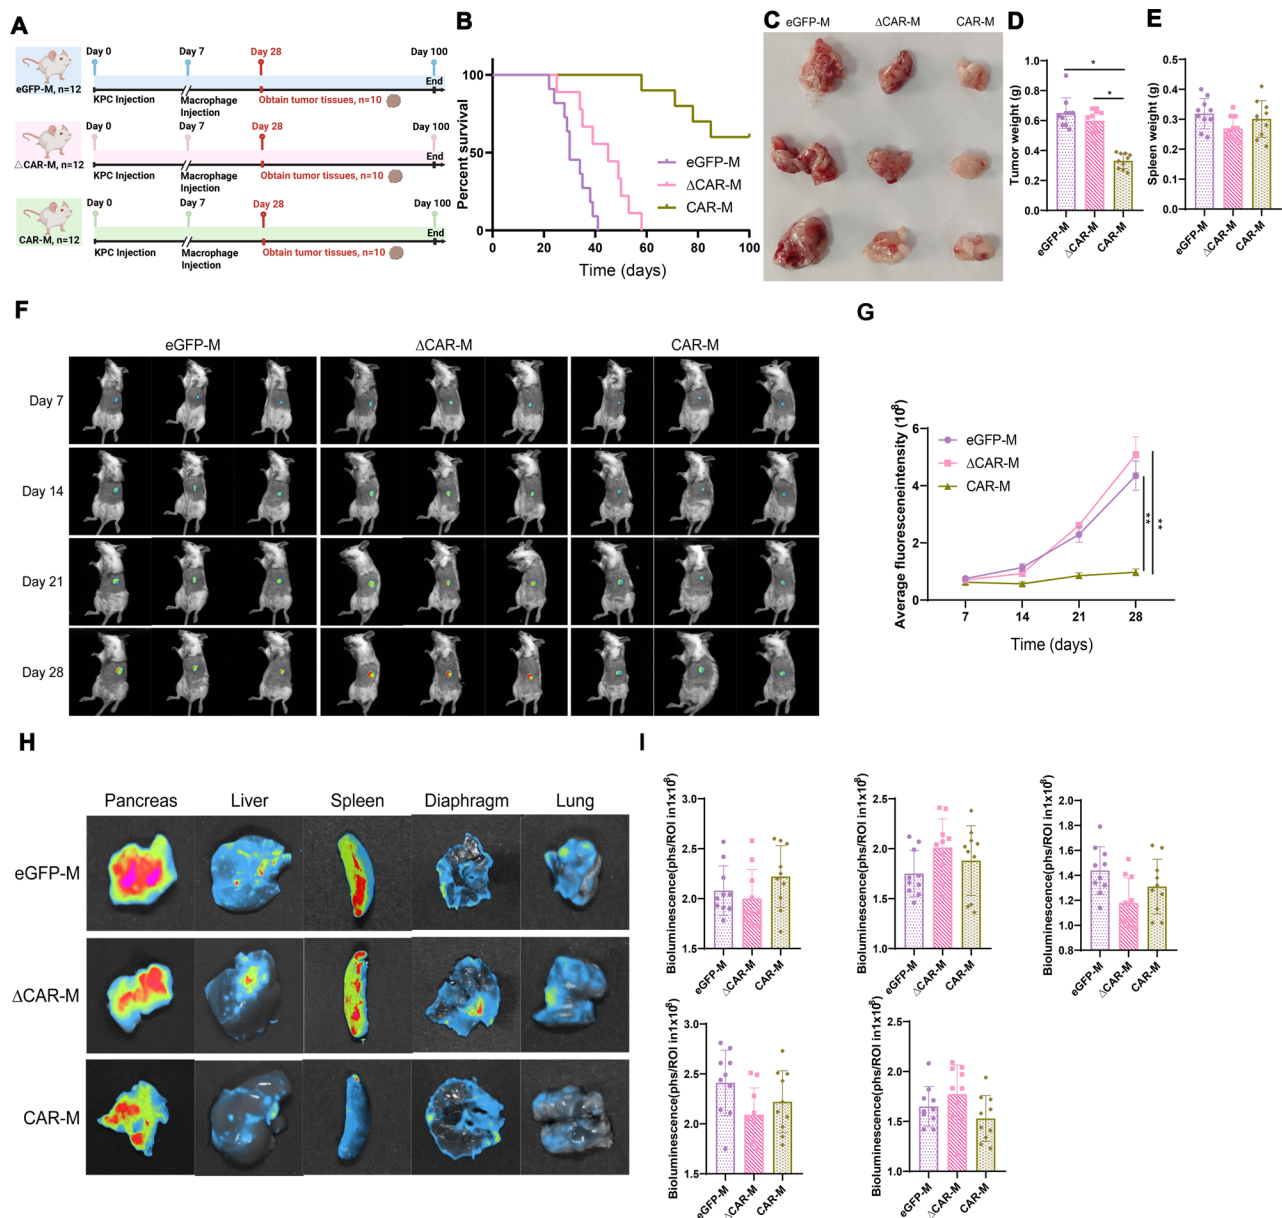 A
Day 0
Day 7
Day 28
Day 100
End
eGFP-M, n=12
KPC Injection
Macrophage
Injection
Obtain tumor tissues, n=10
Day 0
Day 7
Day 28
Day 100
End
△CAR-M, n=12
KPC Injection
Macrophage
Injection
Obtain tumor tissues, n=10
Day 0
Day 7
Day 28
Day 100
End
CAR-M, n=12
KPC Injection
Macrophage
Injection
Obtain tumor tissues, n=10
B
Percent survival
100
50
0
0
20
40
60
80
100
Time (days)
eGFP-M
ΔCAR-M
CAR-M
C
eGFP-M
ΔCAR-M
CAR-M
D
Tumor weight (g)
1.0
0.8
0.6
0.4
0.2
0.0
*
*
eGFP-M
△CAR-M
CAR-M
E
Spleen weight (g)
0.5
0.4
0.3
0.2
0.1
0.0
eGFP-M
△CAR-M
CAR-M
F
eGFP-M
ΔCAR-M
CAR-M
Day 7
Day 14
Day 21
Day 28
G
Average fluoresceneintensity (10⁸)
6
4
2
0
eGFP-M
ΔCAR-M
CAR-M
**
**
7
14
21
28
Time (days)
H
Pancreas
Liver
Spleen
Diaphragm
Lung
eGFP-M
ΔCAR-M
CAR-M
I
Bioluminescence(phs/ROI in1x10⁸)
3.0
2.5
2.0
1.5
eGFP-M
△CAR-M
CAR-M
Bioluminescence(phs/ROI in1x10⁸)
2.5
2.0
1.5
1.0
eGFP-M
△CAR-M
CAR-M
Bioluminescence(phs/ROI in1x10⁸)
2.0
1.8
1.6
1.4
1.2
1.0
0.8
eGFP-M
△CAR-M
CAR-M
Bioluminescence(phs/ROI in1x10⁸)
3.0
2.5
2.0
1.5
eGFP-M
△CAR-M
CAR-M
Bioluminescence(phs/ROI in1x10⁸)
2.5
2.0
1.5
1.0
eGFP-M
△CAR-M
CAR-M